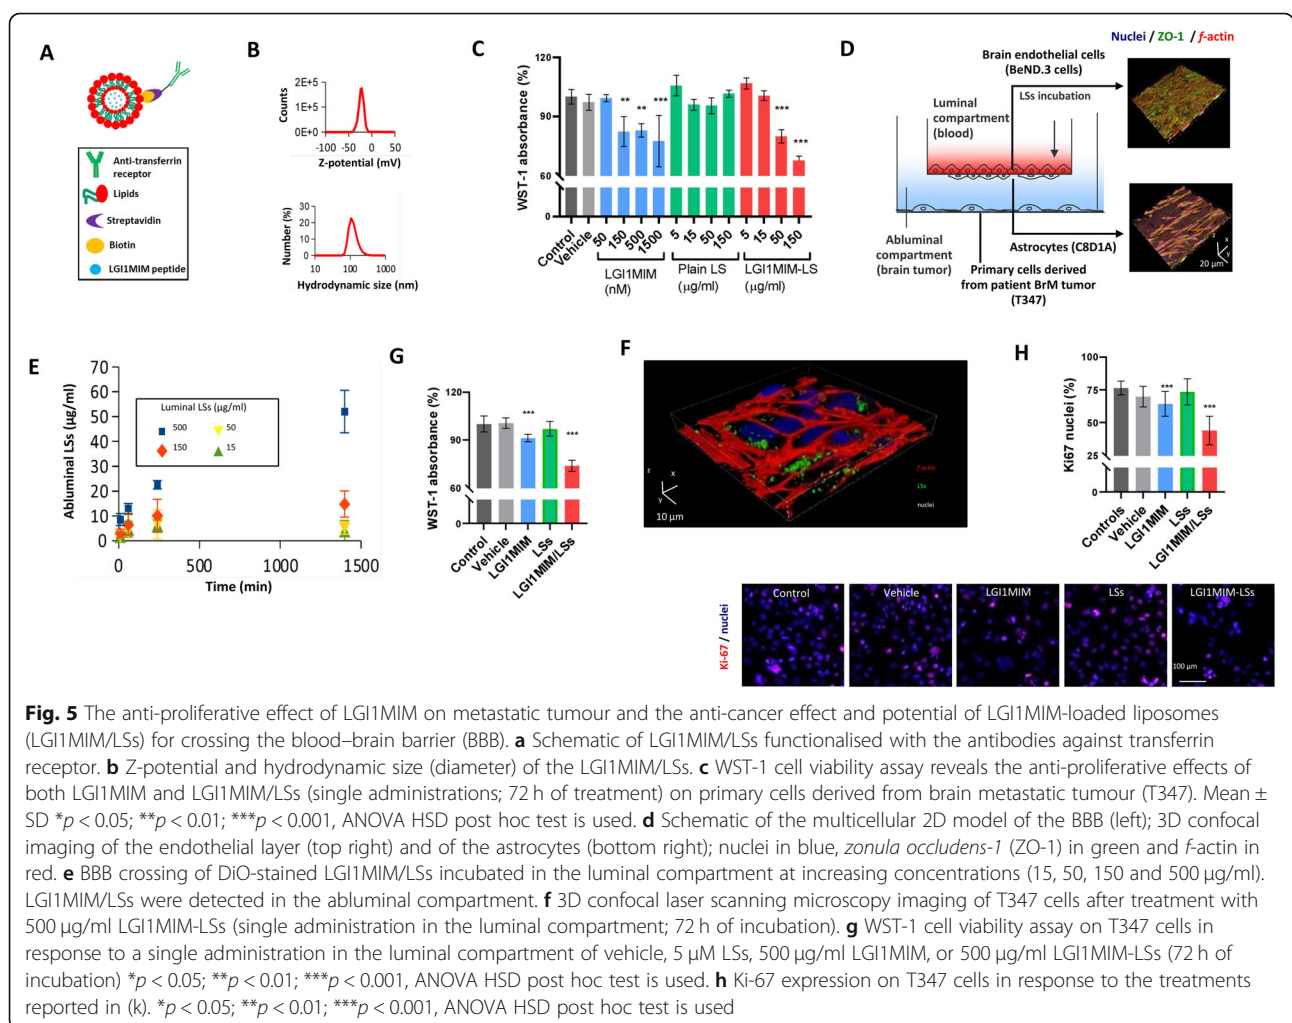 A
Anti-transferrin
receptor
Lipids
Streptavidin
Biotin
LGI1MIM peptide
B
Counts
2E+5
1E+5
0E+0
-100 -50 0 50
Z-potential (mV)
Number (%)
30
20
10
0
10 100 1000
Hydrodynamic size (nm)
C
WST-1 absorbance (%)
120
90
60
0
** ** *** *** ***
Control
Vehicle
50
150
500
1500
5
15
50
150
5
15
50
150
LGI1MIM
(nM)
Plain LS
(µg/ml)
LGI1MIM-LS
(µg/ml)
D
Nuclei / ZO-1 / f-actin
Brain endothelial cells
(BeND.3 cells)
LSs incubation
Luminal
compartment
(blood)
Abluminal
compartment
(brain tumor)
Astrocytes (C8D1A)
Primary cells derived
from patient BrM tumor
(T347)
z x
y
20 µm
E
Abluminal LSs (µg/ml)
70
60
50
40
30
20
10
0
Luminal LSs (µg/ml)
500 50
150 15
0 500 1000 1500
Time (min)
G
WST-1 absorbance (%)
120
90
60
0
*** ***
Control
Vehicle
LGI1MIM
LSs
LGI1MIM/LSs
F
z x
y
10 µm
f-actin
LSs
nuclei
H
Ki67 nuclei (%)
100
75
50
25
0
*** ***
Controls
Vehicle
LGI1MIM
LSs
LGI1MIM/LSs
Ki-67 / nuclei
Control Vehicle LGI1MIM LSs LGI1MIM-LSs
100 µm
Fig. 5 The anti-proliferative effect of LGI1MIM on metastatic tumour and the anti-cancer effect and potential of LGI1MIM-loaded liposomes
(LGI1MIM/LSs) for crossing the blood–brain barrier (BBB). a Schematic of LGI1MIM/LSs functionalised with the antibodies against transferrin
receptor. b Z-potential and hydrodynamic size (diameter) of the LGI1MIM/LSs. c WST-1 cell viability assay reveals the anti-proliferative effects of
both LGI1MIM and LGI1MIM/LSs (single administrations; 72 h of treatment) on primary cells derived from brain metastatic tumour (T347). Mean ±
SD *p < 0.05; **p < 0.01; ***p < 0.001, ANOVA HSD post hoc test is used. d Schematic of the multicellular 2D model of the BBB (left); 3D confocal
imaging of the endothelial layer (top right) and of the astrocytes (bottom right); nuclei in blue, zonula occludens-1 (ZO-1) in green and f-actin in
red. e BBB crossing of DiO-stained LGI1MIM/LSs incubated in the luminal compartment at increasing concentrations (15, 50, 150 and 500 µg/ml).
LGI1MIM/LSs were detected in the abluminal compartment. f 3D confocal laser scanning microscopy imaging of T347 cells after treatment with
500 µg/ml LGI1MIM-LSs (single administration in the luminal compartment; 72 h of incubation). g WST-1 cell viability assay on T347 cells in
response to a single administration in the luminal compartment of vehicle, 5 µM LSs, 500 µg/ml LGI1MIM, or 500 µg/ml LGI1MIM-LSs (72 h of
incubation) *p < 0.05; **p < 0.01; ***p < 0.001, ANOVA HSD post hoc test is used. h Ki-67 expression on T347 cells in response to the treatments
reported in (k). *p < 0.05; **p < 0.01; ***p < 0.001, ANOVA HSD post hoc test is used